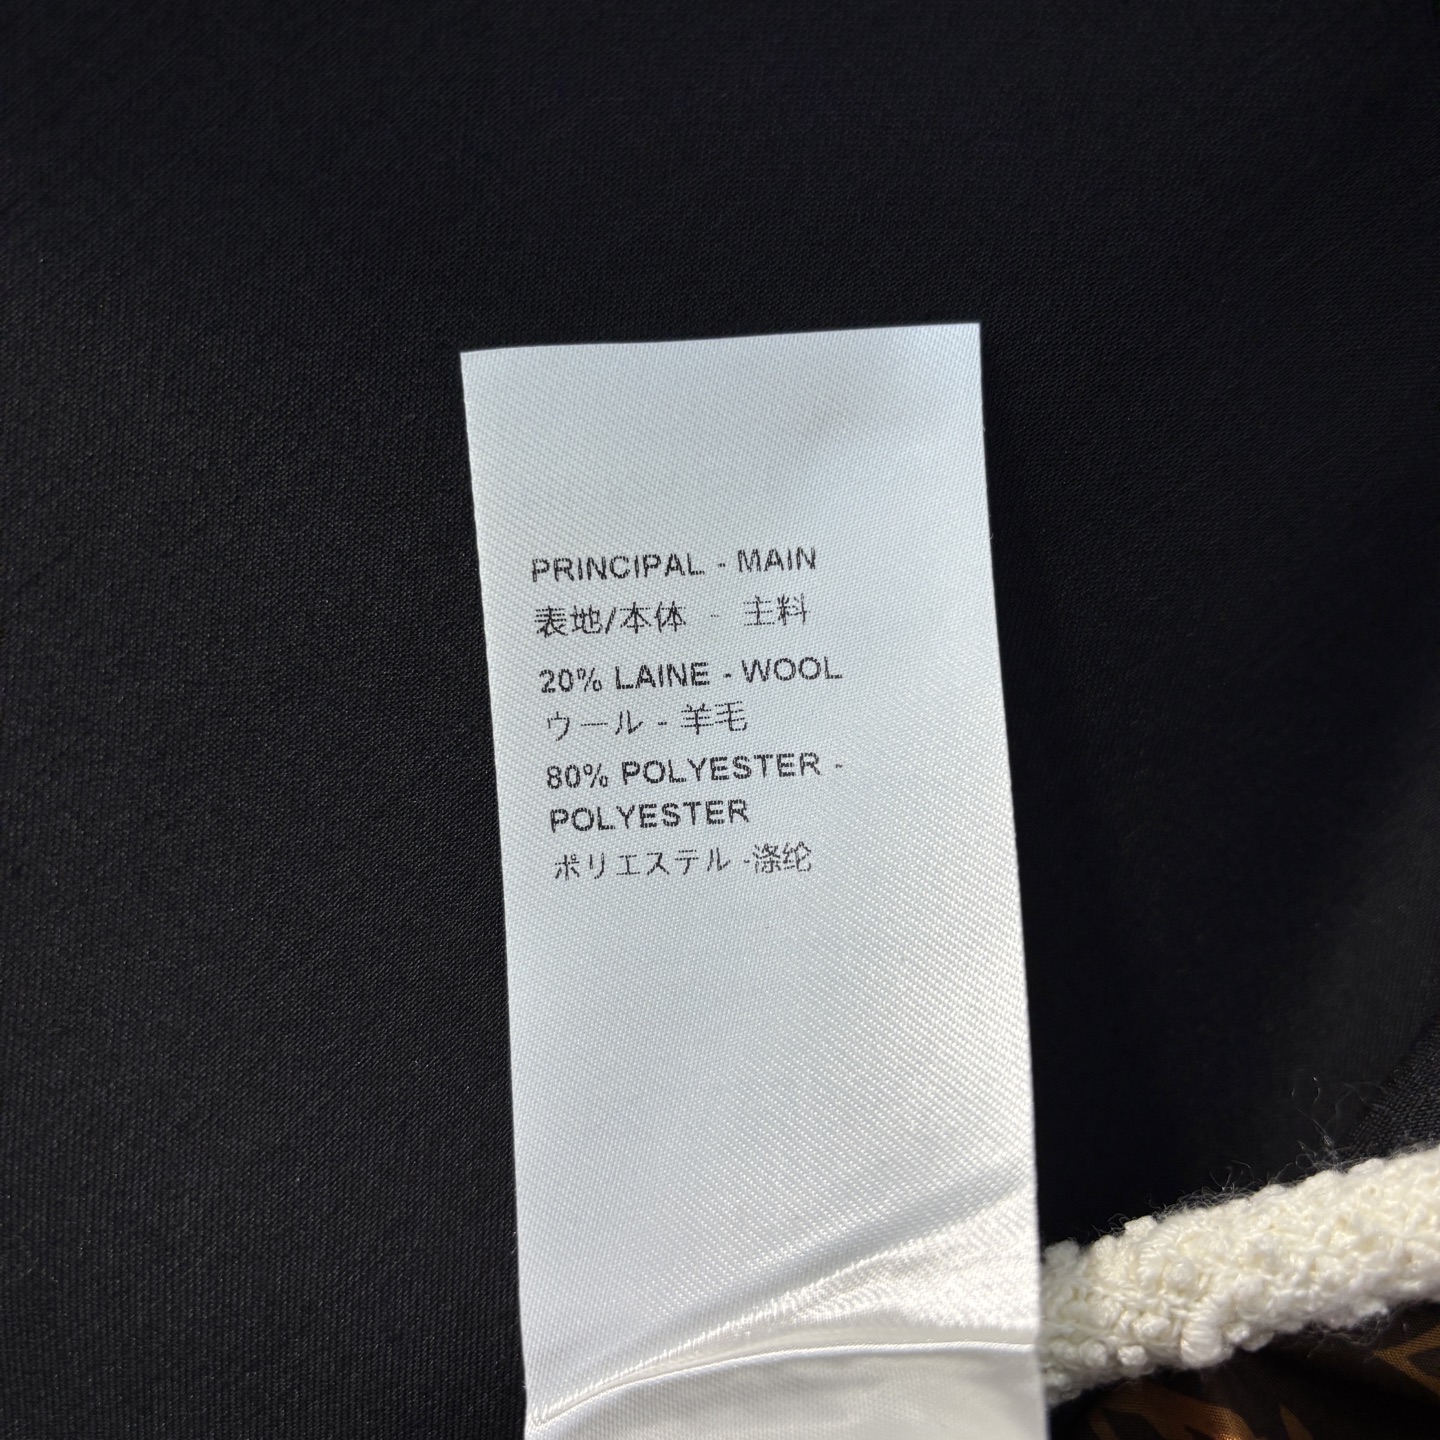 PRINCIPAL - MAIN
表地/本体 - 主料
20% LAINE - WOOL
ウール - 羊毛
80% POLYESTER -
POLYESTER
ポリエステル -涤纶